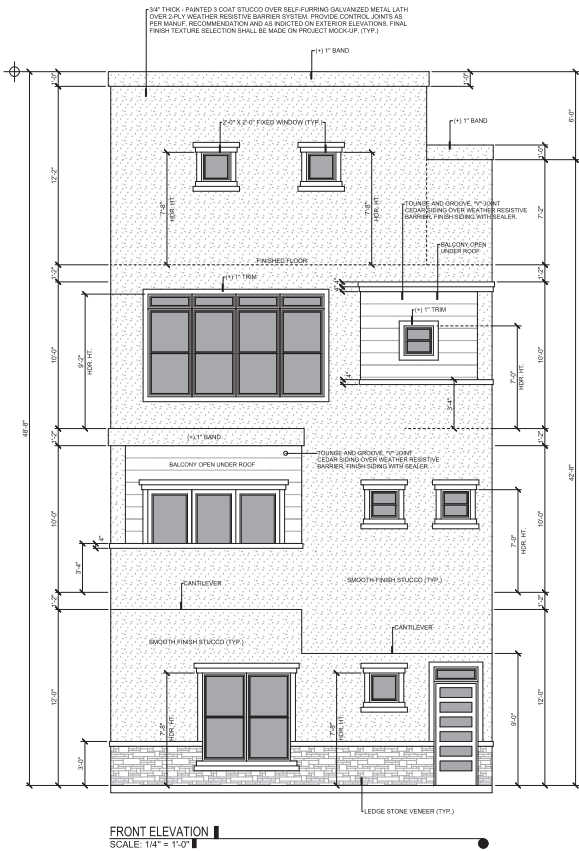 3/4" THICK - PAINTED 3 COAT STUCCO OVER SELF-FURRING GALVANIZED METAL LATH
OVER 2-PLY WEATHER RESISTIVE BARRIER SYSTEM. PROVIDE CONTROL JOINTS AS
PER MANUF. RECOMMENDATION AND AS INDICTED ON EXTERIOR ELEVATIONS. FINAL
FINISH TEXTURE SELECTION SHALL BE MADE ON PROJECT MOCK-UP. (TYP.)
(+) 1" BAND
1'-0"
1'-0"
6'-0"
(+) 1" BAND
2'-0" X 2'-0" FIXED WINDOW (TYP.)
1'-0"
12'-2"
7'-8"
HDR. HT.
7'-8"
HDR. HT.
TOUNGE AND GROOVE, "V" JOINT
CEDAR SIDING OVER WEATHER RESISTIVE
BARRIER, FINISH SIDING WITH SEALER.
7'-2"
BALCONY OPEN
UNDER ROOF
FINISHED FLOOR
1'-2"
(+) 1" TRIM
4"
1'-2"
(+) 1" TRIM
10'-0"
9'-2"
HDR. HT.
7'-0"
HDR. HT.
10'-0"
4"
3'-4"
48'-8"
1'-2"
(+) 1" BAND
1'-2"
TOUNGE AND GROOVE, "V" JOINT
CEDAR SIDING OVER WEATHER RESISTIVE
BARRIER, FINISH SIDING WITH SEALER.
BALCONY OPEN UNDER ROOF
42'-8"
10'-0"
7'-0"
HDR. HT.
10'-0"
4"
3'-4"
SMOOTH FINISH STUCCO (TYP.)
CANTILEVER
1'-2"
1'-2"
CANTILEVER
SMOOTH FINISH STUCCO (TYP.)
12'-0"
7'-8"
HDR. HT.
7'-8"
HDR. HT.
9'-0"
12'-0"
3'-0"
LEDGE STONE VENEER (TYP.)
FRONT ELEVATION
SCALE: 1/4" = 1'-0"